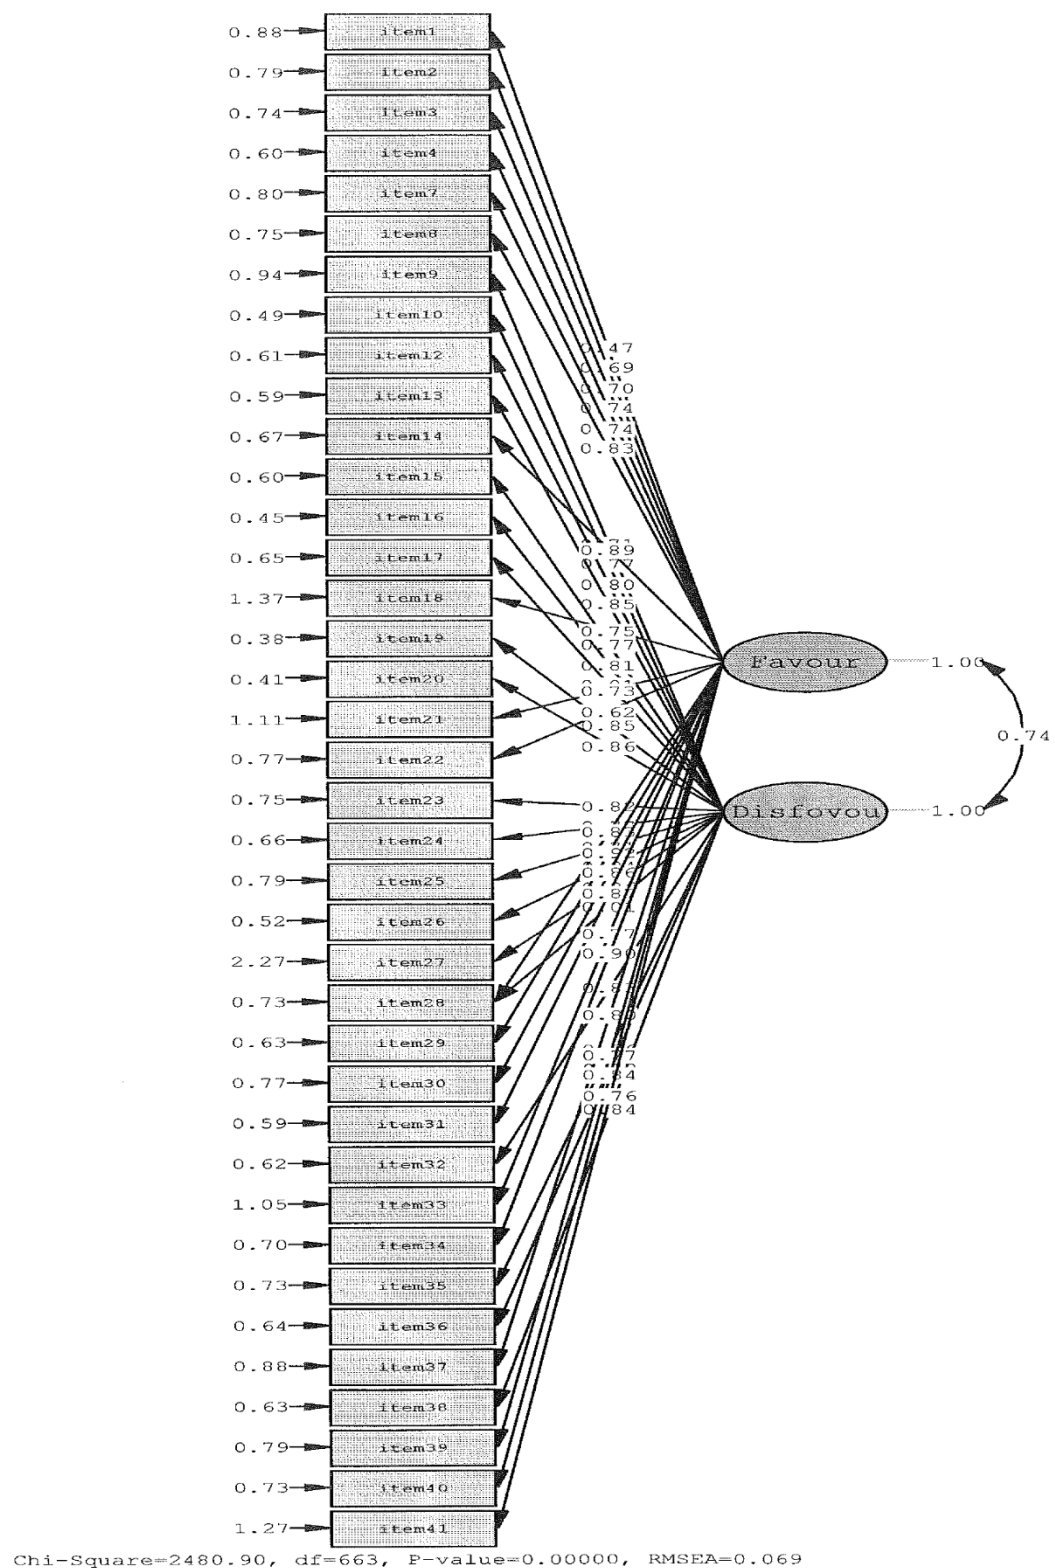 0.88 item1
0.79 item2
0.74 item3
0.60 item4
0.80 item7
0.75 item8
0.94 item9
0.49 item10
0.47
0.61 item12
0.69
0.70
0.59 item13
0.74
0.74
0.67 item14
0.83
0.60 item15
0.45 item16
0.89
0.65 item17
0.77
0.80
1.37 item18
0.85
0.75
0.38 item19
0.77
0.81
Favour 1.00
0.41 item20
0.73
0.62
1.11 item21
0.85
0.74
0.86
0.77 item22
0.75 item23
0.82
Disfovou 1.00
0.66 item24
0.86
0.79 item25
0.52 item26
0.77
0.90
2.27 item27
0.73 item28
0.63 item29
0.77
0.84
0.77 item30
0.76
0.84
0.59 item31
0.62 item32
1.05 item33
0.70 item34
0.73 item35
0.64 item36
0.88 item37
0.63 item38
0.79 item39
0.73 item40
1.27 item41
Chi-Square=2480.90, df=663, P-value=0.00000, RMSEA=0.069